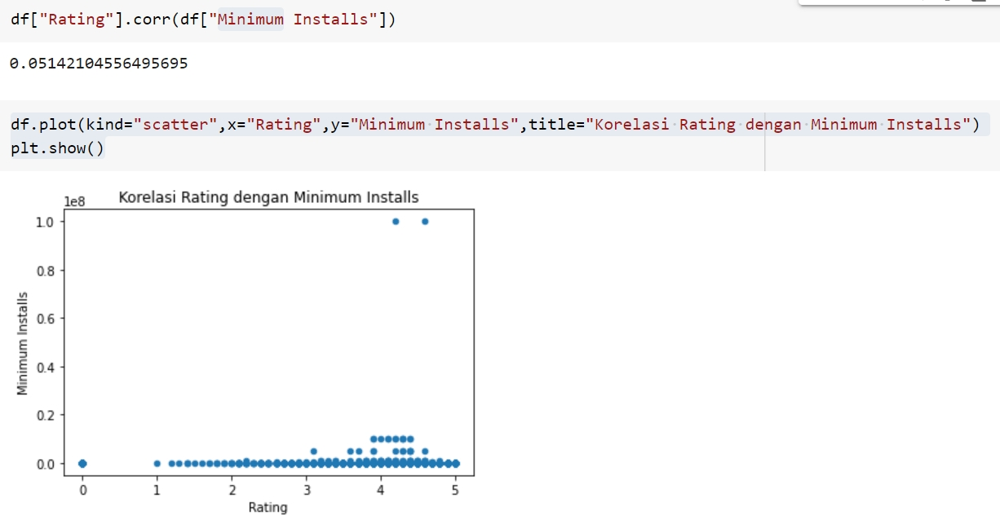 df["Rating"].corr(df["Minimum Installs"])
0.05142104556495695
df.plot(kind="scatter",x="Rating",y="Minimum Installs",title="Korelasi Rating dengan Minimum Installs")
plt.show()
Korelasi Rating dengan Minimum Installs
1e8
1.0
0.8
0.6
0.4
0.2
0.0
Minimum Installs
0 1 2 3 4 5
Rating